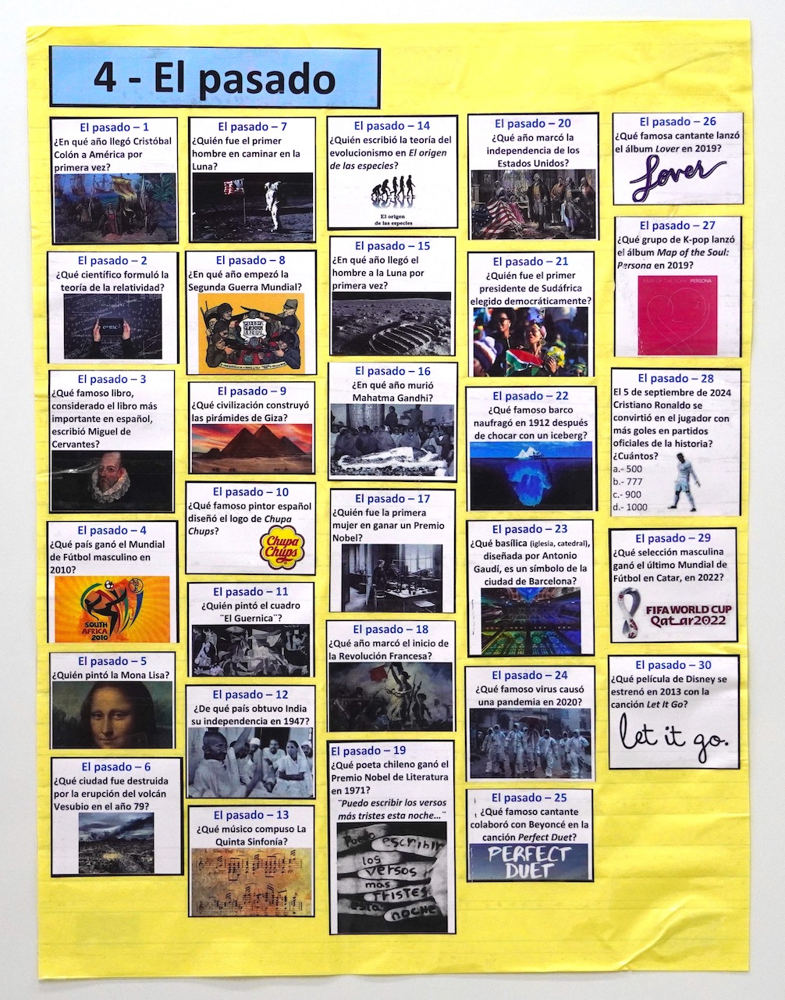 4 - El pasado
El pasado – 1
¿En qué año llegó Cristóbal
Colón a América por
primera vez?
El pasado – 2
¿Qué científico formuló la
teoría de la relatividad?
e=mc²
El pasado – 3
¿Qué famoso libro,
considerado el libro más
importante en español,
escribió Miguel de
Cervantes?
El pasado – 4
¿Qué país ganó el Mundial
de Fútbol masculino en
2010?
SOUTH
AFRICA
2010
El pasado – 5
¿Quién pintó la Mona Lisa?
El pasado – 6
¿Qué ciudad fue destruida
por la erupción del volcán
Vesubio en el año 79?
El pasado – 7
¿Quién fue el primer
hombre en caminar en la
Luna?
El pasado – 8
¿En qué año empezó la
Segunda Guerra Mundial?
SEGUNDA
GUERRA
MUNDIAL
El pasado – 9
¿Qué civilización construyó
las pirámides de Giza?
El pasado – 10
¿Qué famoso pintor español
diseñó el logo de Chupa
Chups?
Chupa
Chups
El pasado – 11
¿Quién pintó el cuadro
¨El Guernica¨?
El pasado – 12
¿De qué país obtuvo India
su independencia en 1947?
El pasado – 13
¿Qué músico compuso La
Quinta Sinfonía?
El pasado – 14
¿Quién escribió la teoría del
evolucionismo en El origen
de las especies?
El origen
de las especies
El pasado – 15
¿En qué año llegó el
hombre a la Luna por
primera vez?
El pasado – 16
¿En qué año murió
Mahatma Gandhi?
El pasado – 17
¿Quién fue la primera
mujer en ganar un Premio
Nobel?
El pasado – 18
¿Qué año marcó el inicio de
la Revolución Francesa?
El pasado – 19
¿Qué poeta chileno ganó el
Premio Nobel de Literatura
en 1971?
¨Puedo escribir los versos
más tristes esta noche…¨
Puedo escribir
los
versos
más
TRISTES
esta noche
El pasado – 20
¿Qué año marcó la
independencia de los
Estados Unidos?
El pasado – 21
¿Quién fue el primer
presidente de Sudáfrica
elegido democráticamente?
El pasado – 22
¿Qué famoso barco
naufragó en 1912 después
de chocar con un iceberg?
El pasado – 23
¿Qué basílica (iglesia, catedral),
diseñada por Antonio
Gaudí, es un símbolo de la
ciudad de Barcelona?
El pasado – 24
¿Qué famoso virus causó
una pandemia en 2020?
El pasado – 25
¿Qué famoso cantante
colaboró con Beyoncé en la
canción Perfect Duet?
PERFECT
DUET
El pasado – 26
¿Qué famosa cantante lanzó
el álbum Lover en 2019?
Lover
El pasado – 27
¿Qué grupo de K-pop lanzó
el álbum Map of the Soul:
Persona en 2019?
MAP OF THE SOUL : PERSONA
El pasado – 28
El 5 de septiembre de 2024
Cristiano Ronaldo se
convirtió en el jugador con
más goles en partidos
oficiales de la historia?
¿Cuántos?
a.- 500
b.- 777
c.- 900
d.- 1000
El pasado – 29
¿Qué selección masculina
ganó el último Mundial de
Fútbol en Catar, en 2022?
FIFA WORLD CUP
Qatar2022
El pasado – 30
¿Qué película de Disney se
estrenó en 2013 con la
canción Let It Go?
let it go.